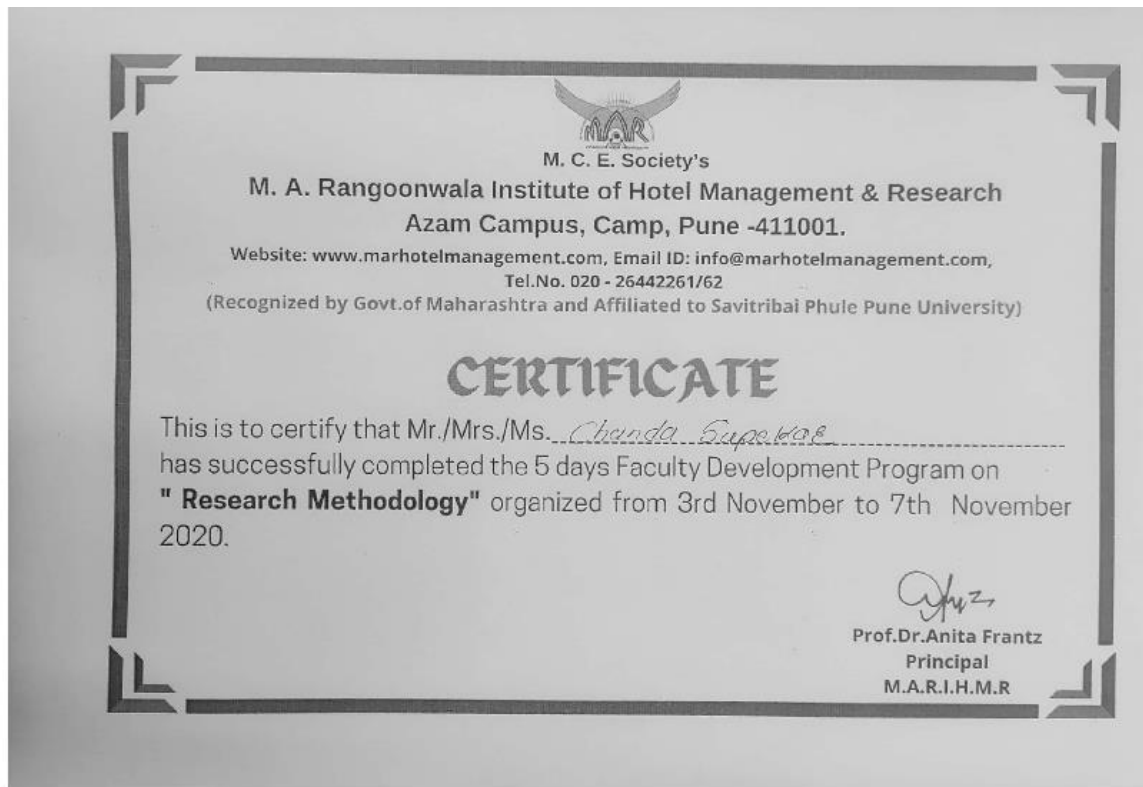 MAR
M. C. E. Society's
M. A. Rangoonwala Institute of Hotel Management & Research
Azam Campus, Camp, Pune -411001.
Website: www.marhotelmanagement.com, Email ID: info@marhotelmanagement.com,
Tel.No. 020 - 26442261/62
(Recognized by Govt.of Maharashtra and Affiliated to Savitribai Phule Pune University)
CERTIFICATE
This is to certify that Mr./Mrs./Ms. Chanda Supekar
has successfully completed the 5 days Faculty Development Program on
" Research Methodology" organized from 3rd November to 7th November
2020.
Prof.Dr.Anita Frantz
Principal
M.A.R.I.H.M.R